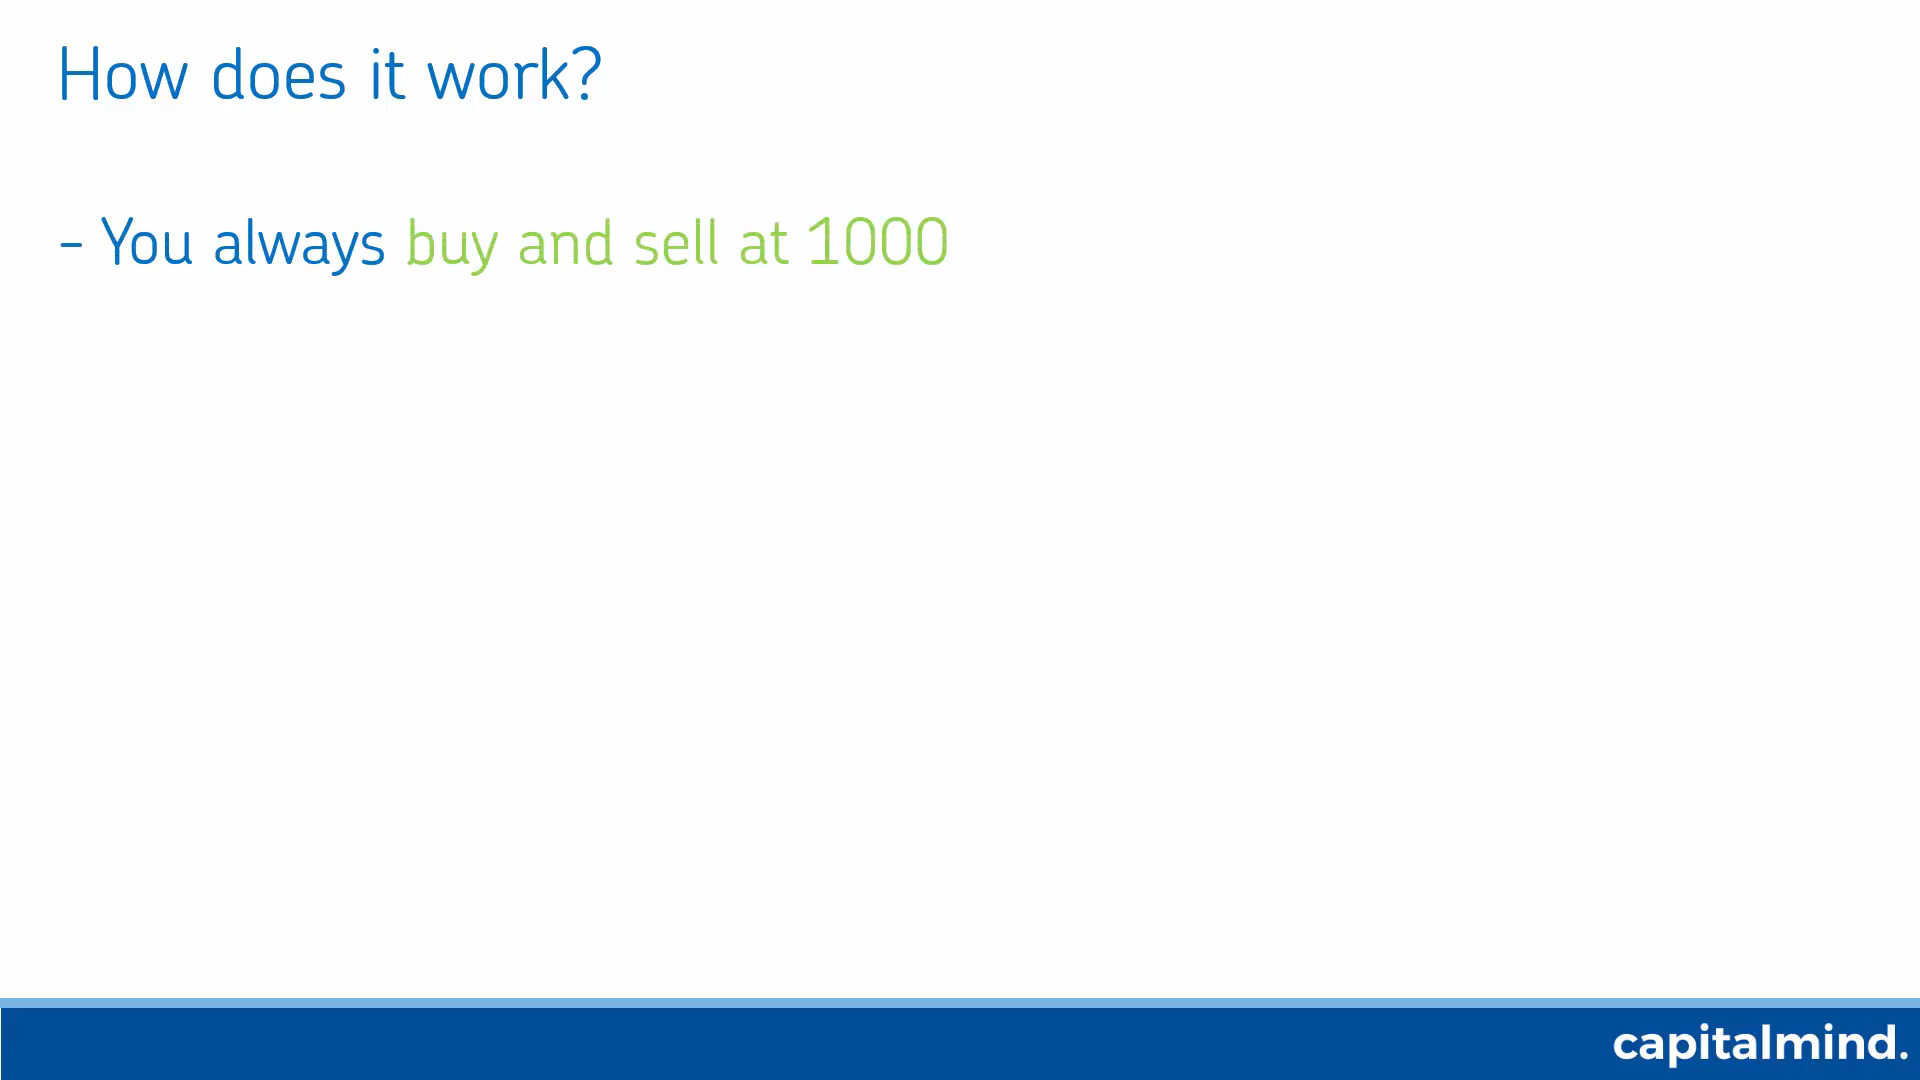 How does it work?
- You always buy and sell at 1000
capitalmind.